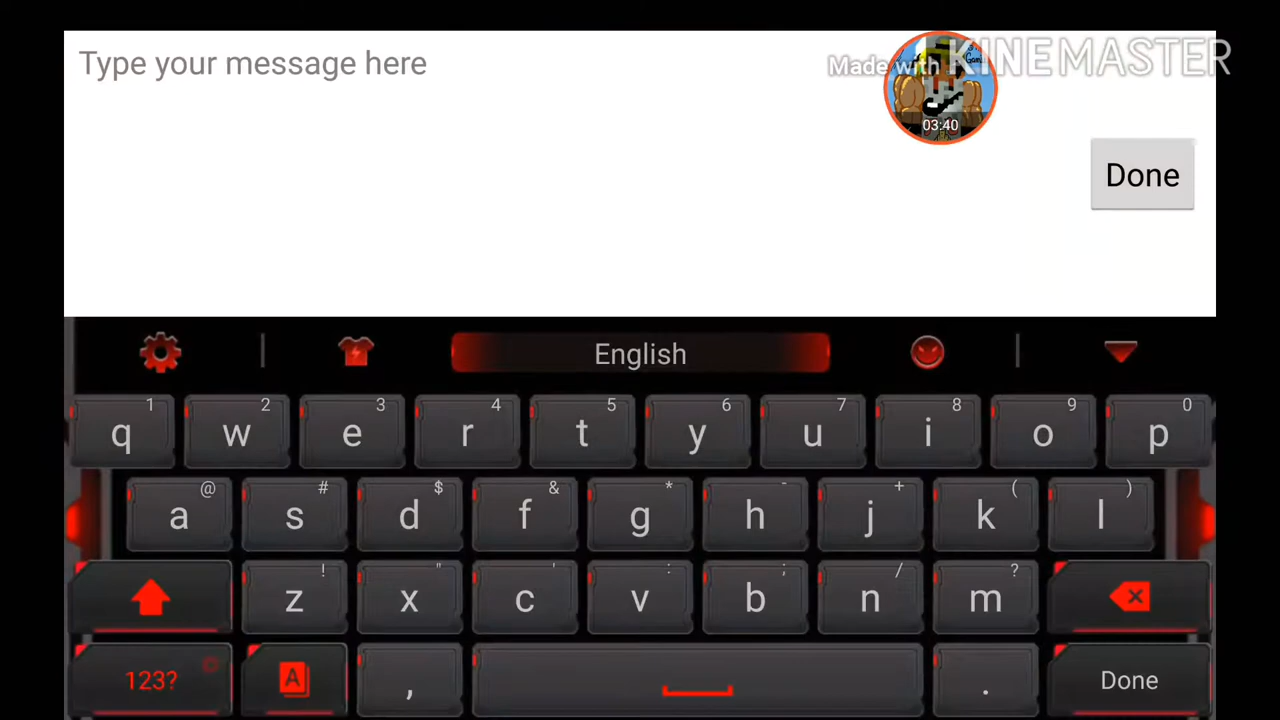 Type your message here
Made with KINEMASTER
03:40
Done
English
1 2 3 4 5 6 7 8 9 0
q w e r t y u i o p
@ # $ & * - + ( )
a s d f g h j k l
! " ' : ; / ?
z x c v b n m
123? A , . Done